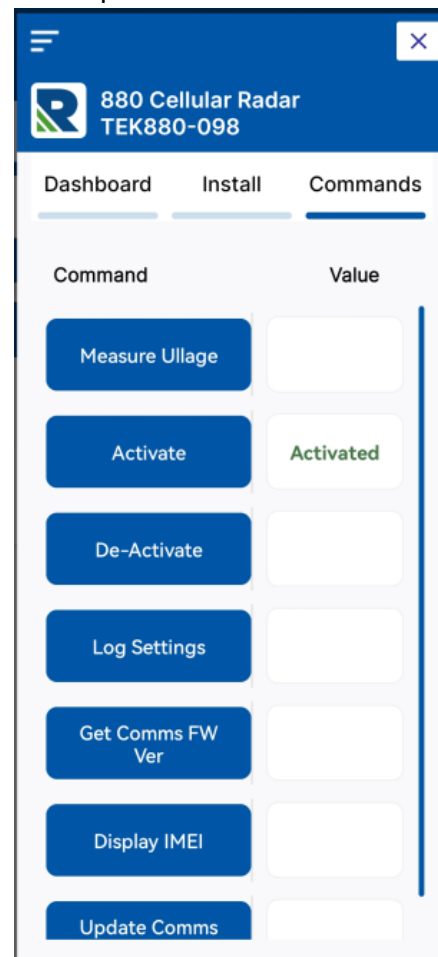 880 Cellular Radar
TEK880-098
Dashboard Install Commands
Command Value
Measure Ullage
Activate Activated
De-Activate
Log Settings
Get Comms FW
Ver
Display IMEI
Update Comms